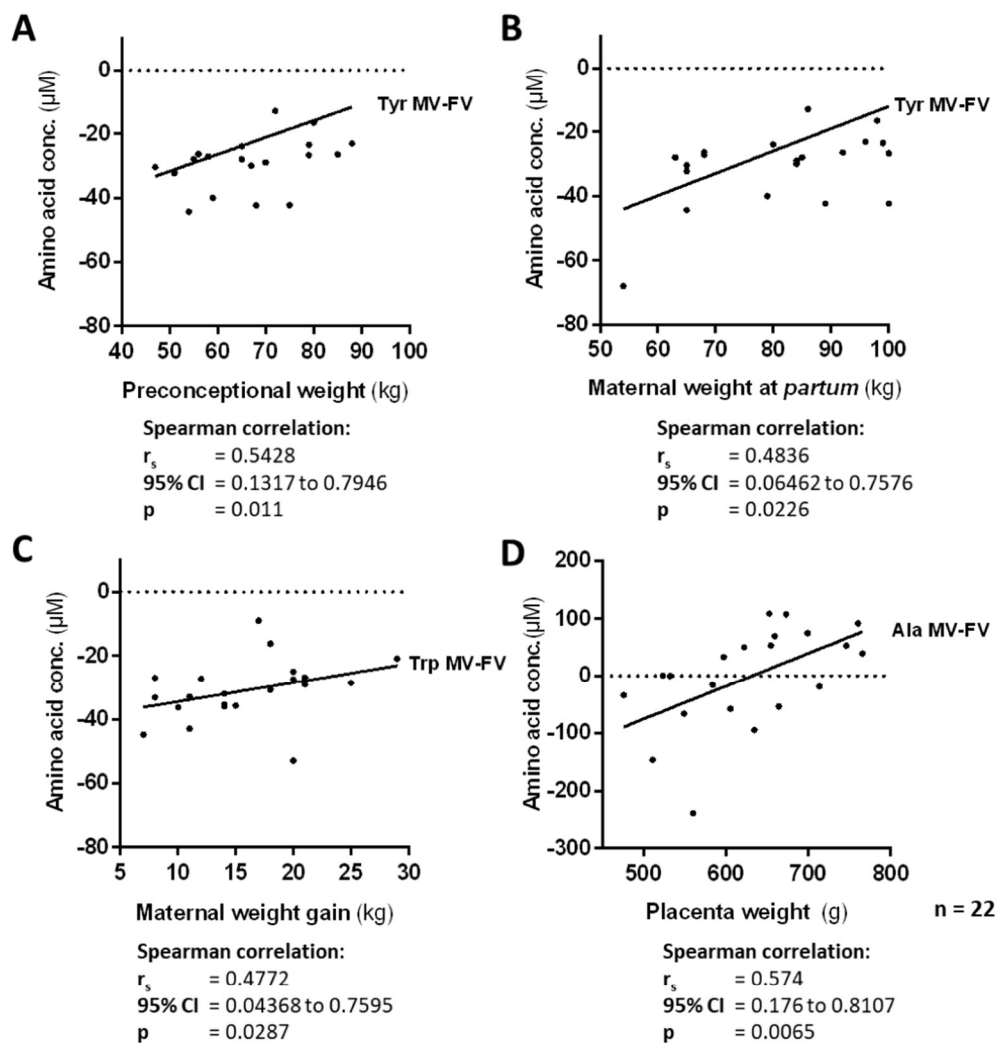 A
Amino acid conc. (µM)
0
-20
-40
-60
-80
40 50 60 70 80 90 100
Tyr MV-FV
Preconceptional weight (kg)
Spearman correlation:
rs = 0.5428
95% CI = 0.1317 to 0.7946
p = 0.011
B
Amino acid conc. (µM)
0
-20
-40
-60
-80
50 60 70 80 90 100
Tyr MV-FV
Maternal weight at partum (kg)
Spearman correlation:
rs = 0.4836
95% CI = 0.06462 to 0.7576
p = 0.0226
C
Amino acid conc. (µM)
0
-20
-40
-60
-80
5 10 15 20 25 30
Trp MV-FV
Maternal weight gain (kg)
Spearman correlation:
rs = 0.4772
95% CI = 0.04368 to 0.7595
p = 0.0287
D
Amino acid conc.(µM)
200
100
0
-100
-200
-300
500 600 700 800
Ala MV-FV
Placenta weight (g)
n = 22
Spearman correlation:
rs = 0.574
95% CI = 0.176 to 0.8107
p = 0.0065